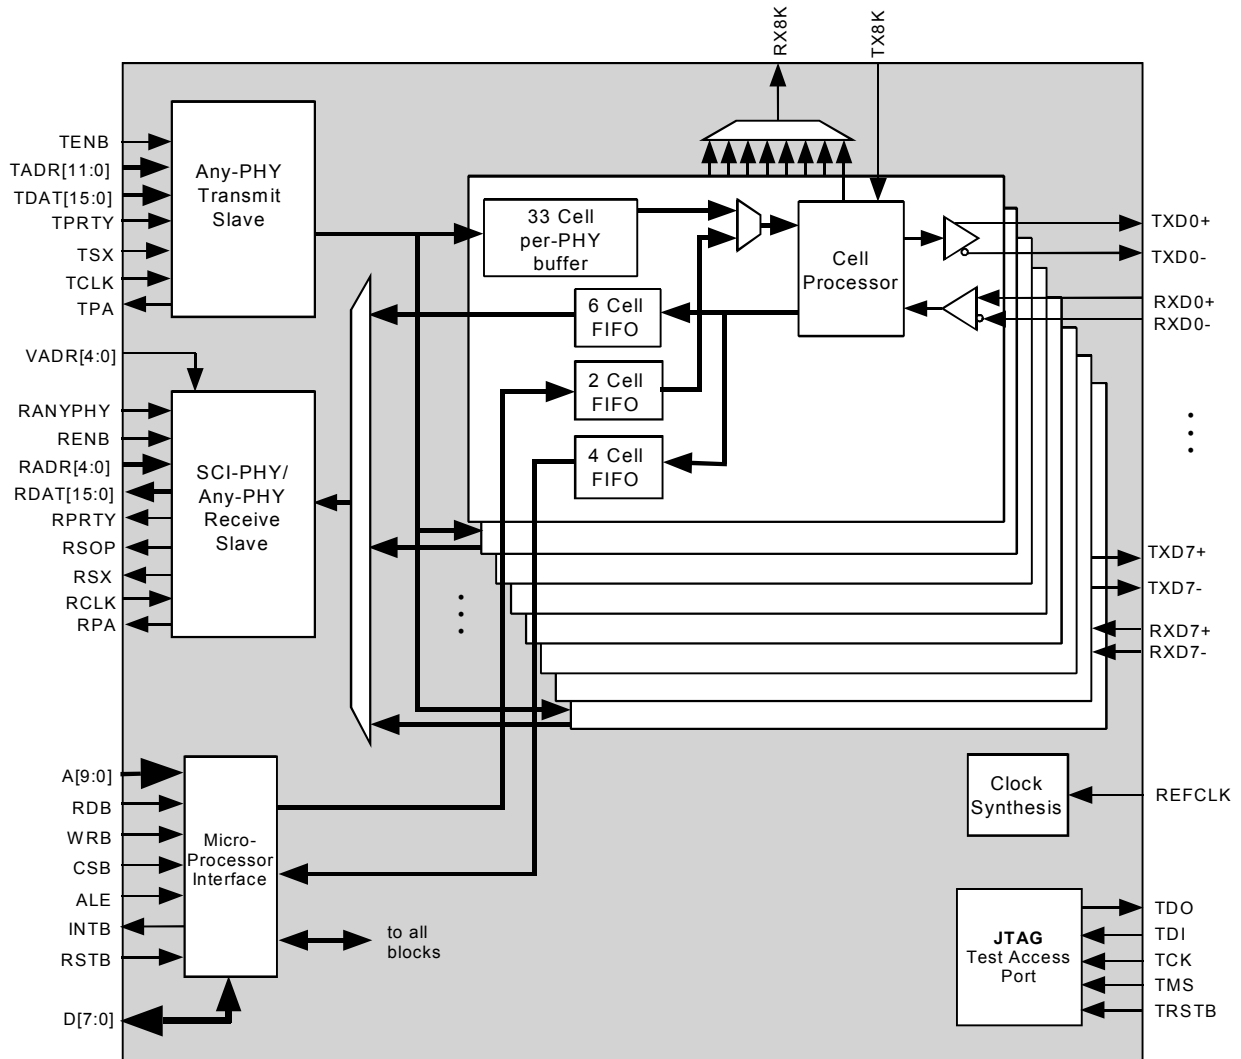 RX8K
TX8K
TENB
TADR[11:0]
TDAT[15:0]
TPRTY
TSX
TCLK
TPA
Any-PHY
Transmit
Slave
33 Cell
per-PHY
buffer
Cell
Processor
6 Cell
FIFO
2 Cell
FIFO
4 Cell
FIFO
TXD0+
TXD0-
RXD0+
RXD0-
VADR[4:0]
RANYPHY
RENB
RADR[4:0]
RDAT[15:0]
RPRTY
RSOP
RSX
RCLK
RPA
SCI-PHY/
Any-PHY
Receive
Slave
TXD7+
TXD7-
RXD7+
RXD7-
A[9:0]
RDB
WRB
CSB
ALE
INTB
RSTB
D[7:0]
Micro-
Processor
Interface
to all
blocks
Clock
Synthesis
REFCLK
JTAG
Test Access
Port
TDO
TDI
TCK
TMS
TRSTB